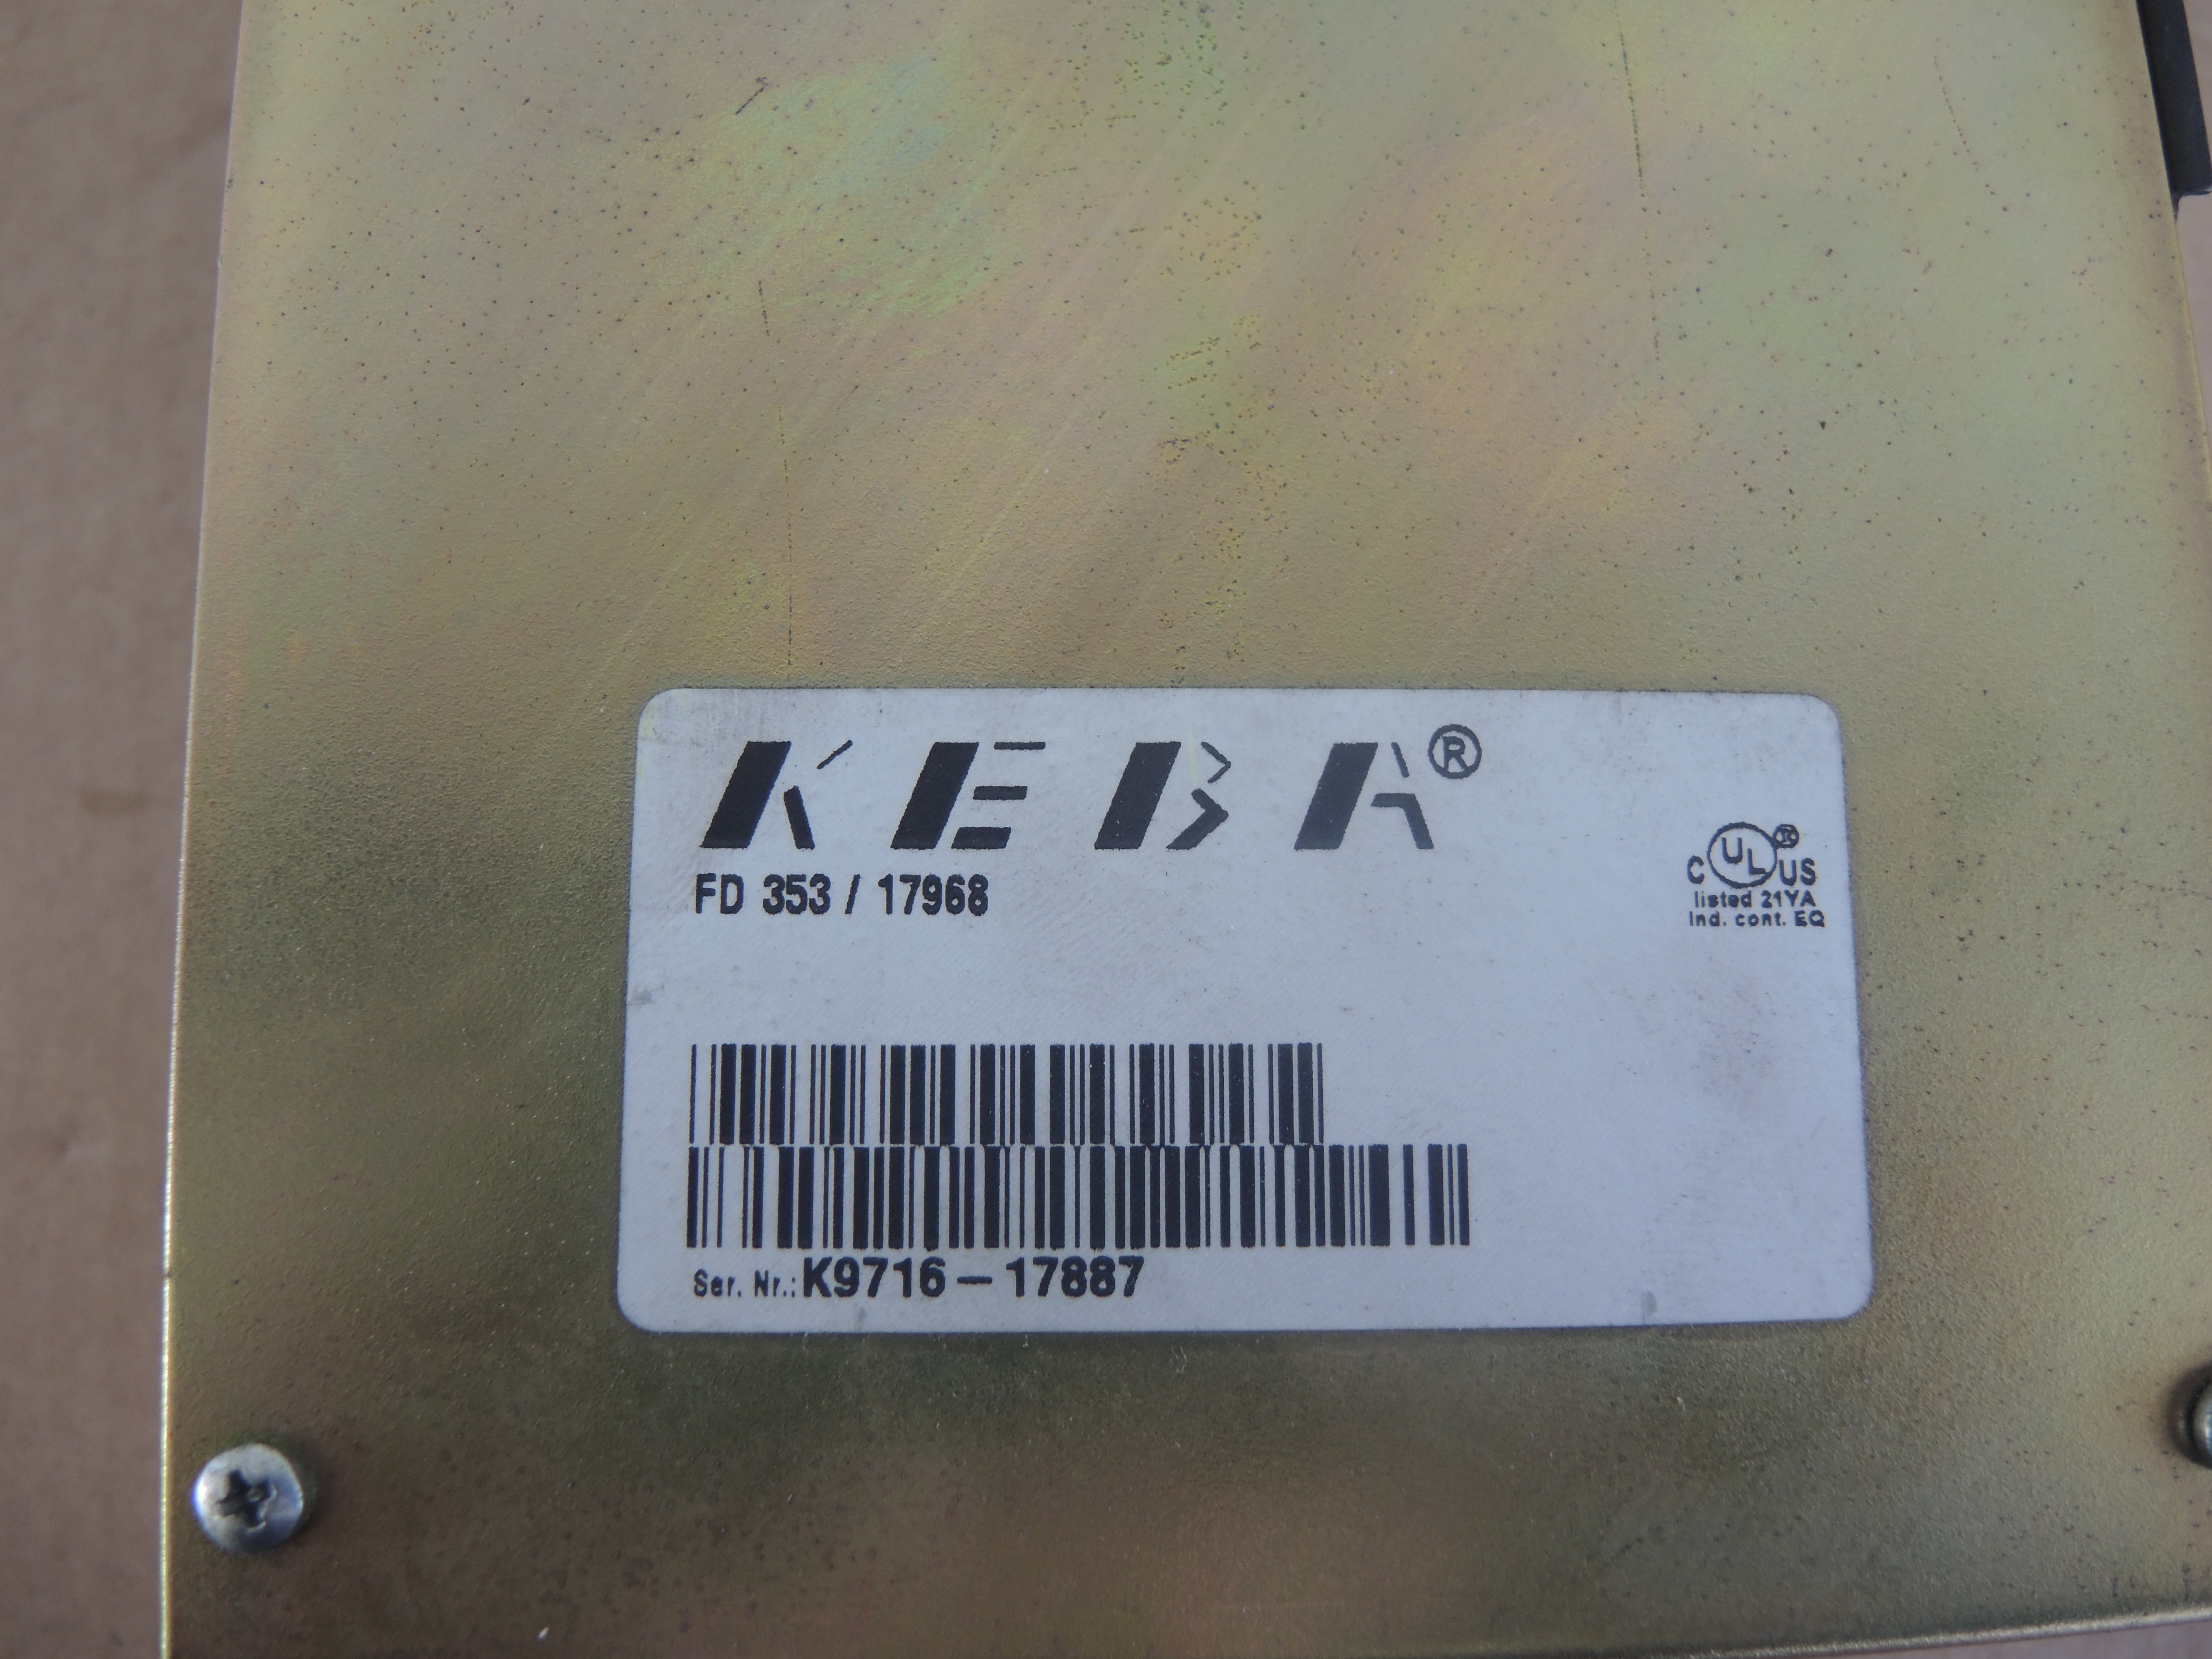 KEBA®
FD 353 / 17968
C UL® US
listed 21YA
Ind. cont. EQ
Ser. Nr.: K9716-17887